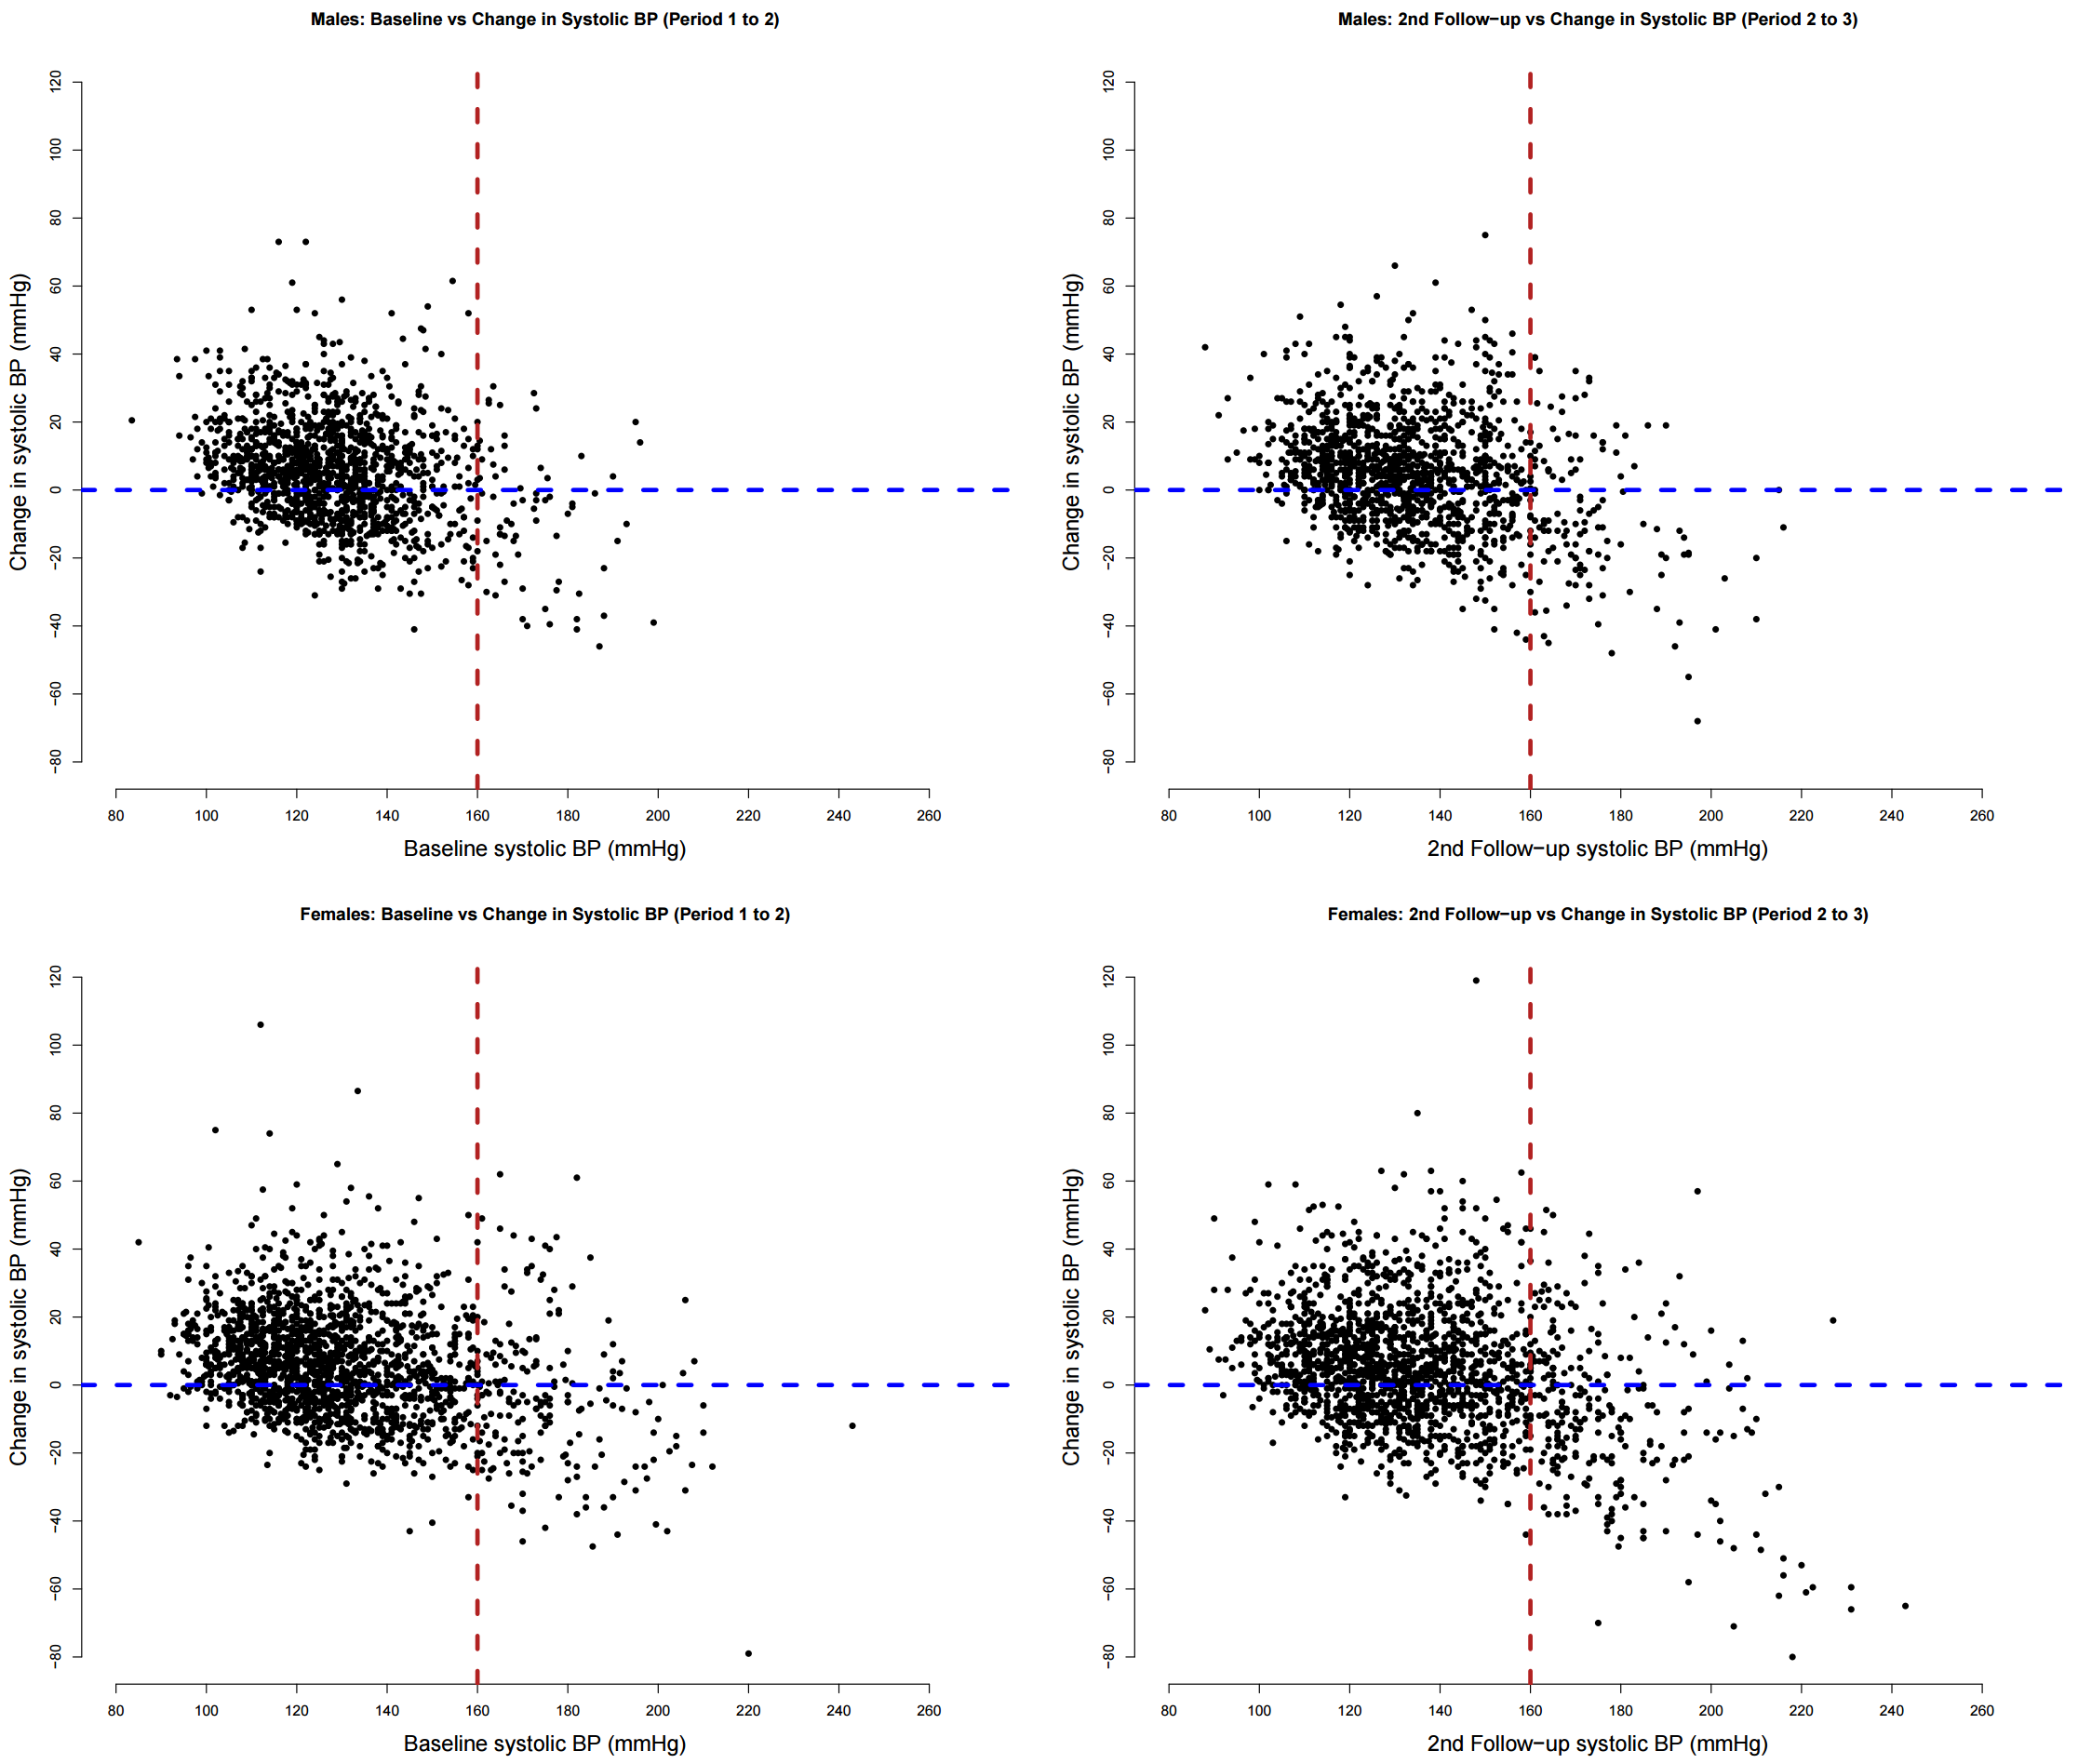 Males: Baseline vs Change in Systolic BP (Period 1 to 2)
Change in systolic BP (mmHg)
120
100
80
60
40
20
0
−20
−40
−60
−80
80 100 120 140 160 180 200 220 240 260
Baseline systolic BP (mmHg)
Males: 2nd Follow−up vs Change in Systolic BP (Period 2 to 3)
Change in systolic BP (mmHg)
120
100
80
60
40
20
0
−20
−40
−60
−80
80 100 120 140 160 180 200 220 240 260
2nd Follow−up systolic BP (mmHg)
Females: Baseline vs Change in Systolic BP (Period 1 to 2)
Change in systolic BP (mmHg)
120
100
80
60
40
20
0
−20
−40
−60
−80
80 100 120 140 160 180 200 220 240 260
Baseline systolic BP (mmHg)
Females: 2nd Follow−up vs Change in Systolic BP (Period 2 to 3)
Change in systolic BP (mmHg)
120
100
80
60
40
20
0
−20
−40
−60
−80
80 100 120 140 160 180 200 220 240 260
2nd Follow−up systolic BP (mmHg)